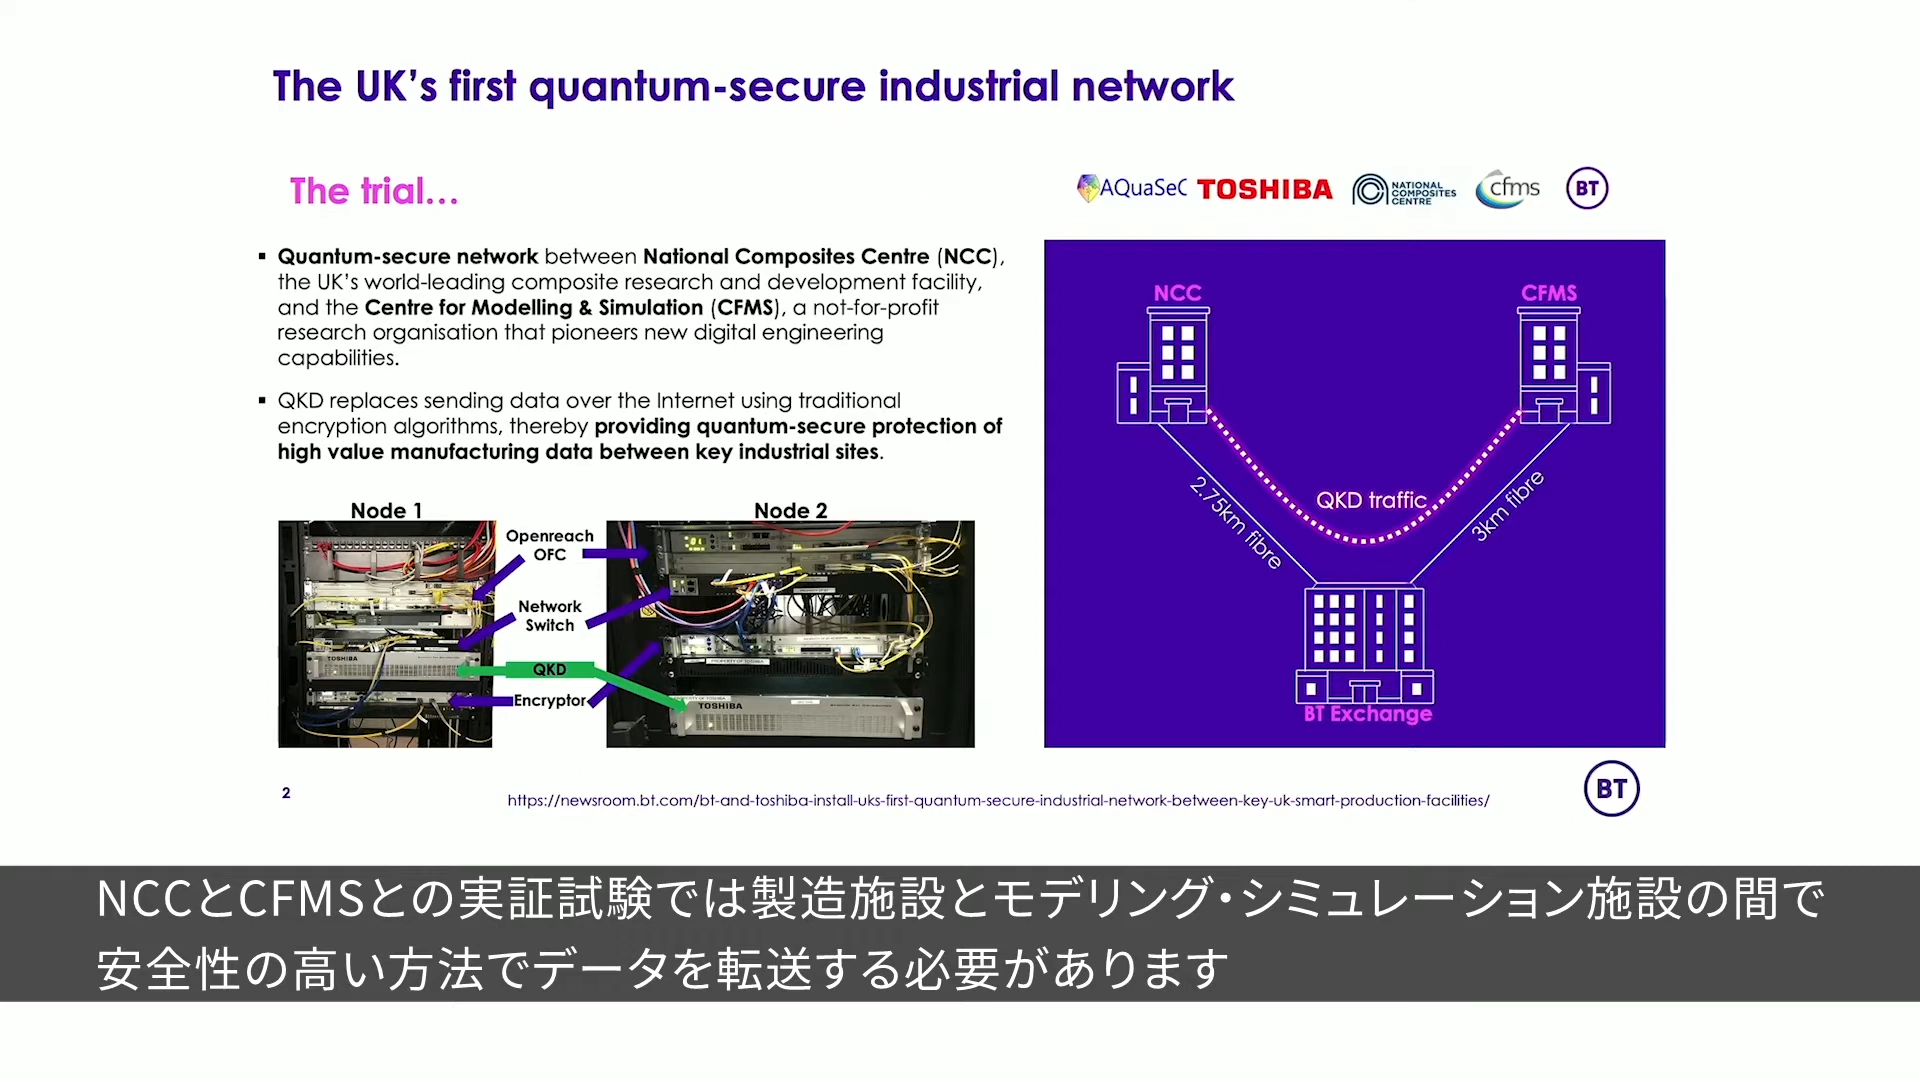 The UK’s first quantum-secure industrial network
The trial…
AQuaSeC
TOSHIBA
NATIONAL
COMPOSITES
CENTRE
cfms
BT
▪ Quantum-secure network between National Composites Centre (NCC),
the UK’s world-leading composite research and development facility,
and the Centre for Modelling & Simulation (CFMS), a not-for-profit
research organisation that pioneers new digital engineering
capabilities.
▪ QKD replaces sending data over the Internet using traditional
encryption algorithms, thereby providing quantum-secure protection of
high value manufacturing data between key industrial sites.
Node 1
Node 2
Openreach
OFC
Network
Switch
QKD
Encryptor
TOSHIBA
PROPERTY OF TOSHIBA
TOSHIBA
NCC
CFMS
QKD traffic
2.75km fibre
3km fibre
BT Exchange
2
https://newsroom.bt.com/bt-and-toshiba-install-uks-first-quantum-secure-industrial-network-between-key-uk-smart-production-facilities/
BT
NCCとCFMSとの実証試験では製造施設とモデリング・シミュレーション施設の間で
安全性の高い方法でデータを転送する必要があります